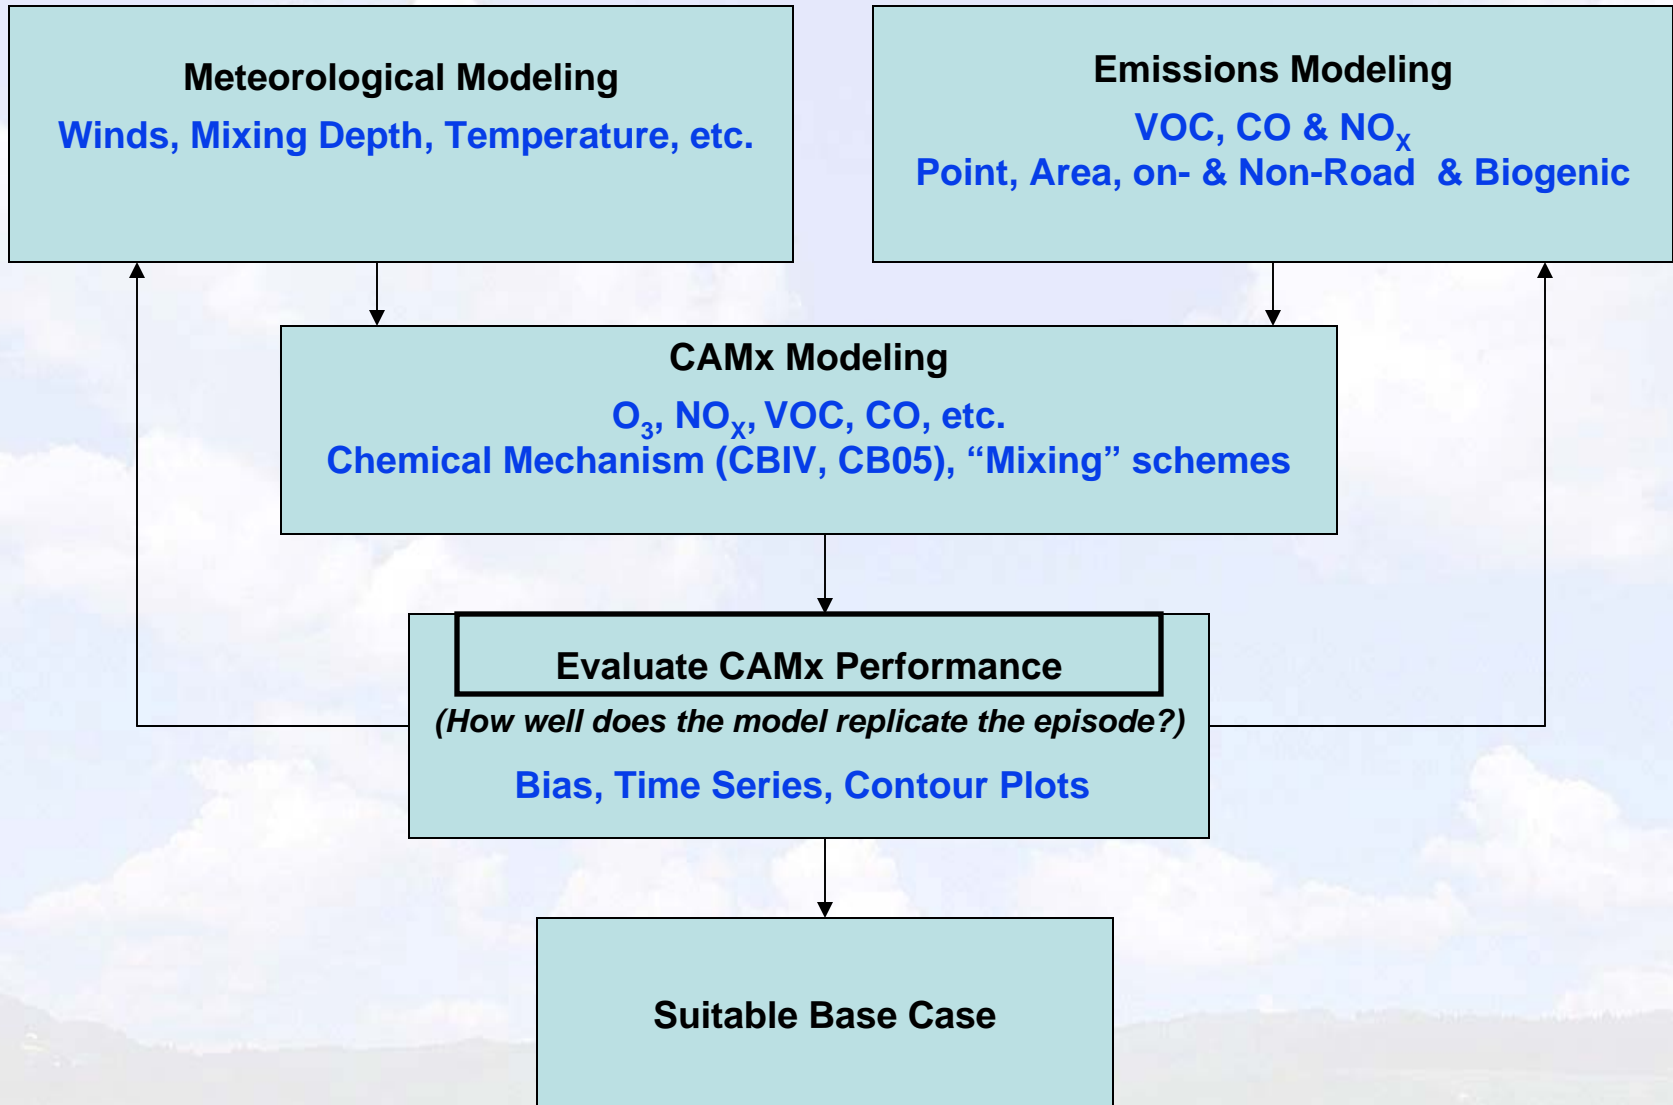 Meteorological Modeling
Winds, Mixing Depth, Temperature, etc.
Emissions Modeling
VOC, CO & NOX
Point, Area, on- & Non-Road & Biogenic
CAMx Modeling
O3, NOX, VOC, CO, etc.
Chemical Mechanism (CBIV, CB05), “Mixing” schemes
Evaluate CAMx Performance
(How well does the model replicate the episode?)
Bias, Time Series, Contour Plots
Suitable Base Case